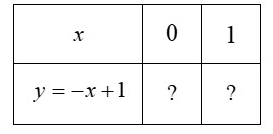 x 0 1
y = −x + 1 ? ?